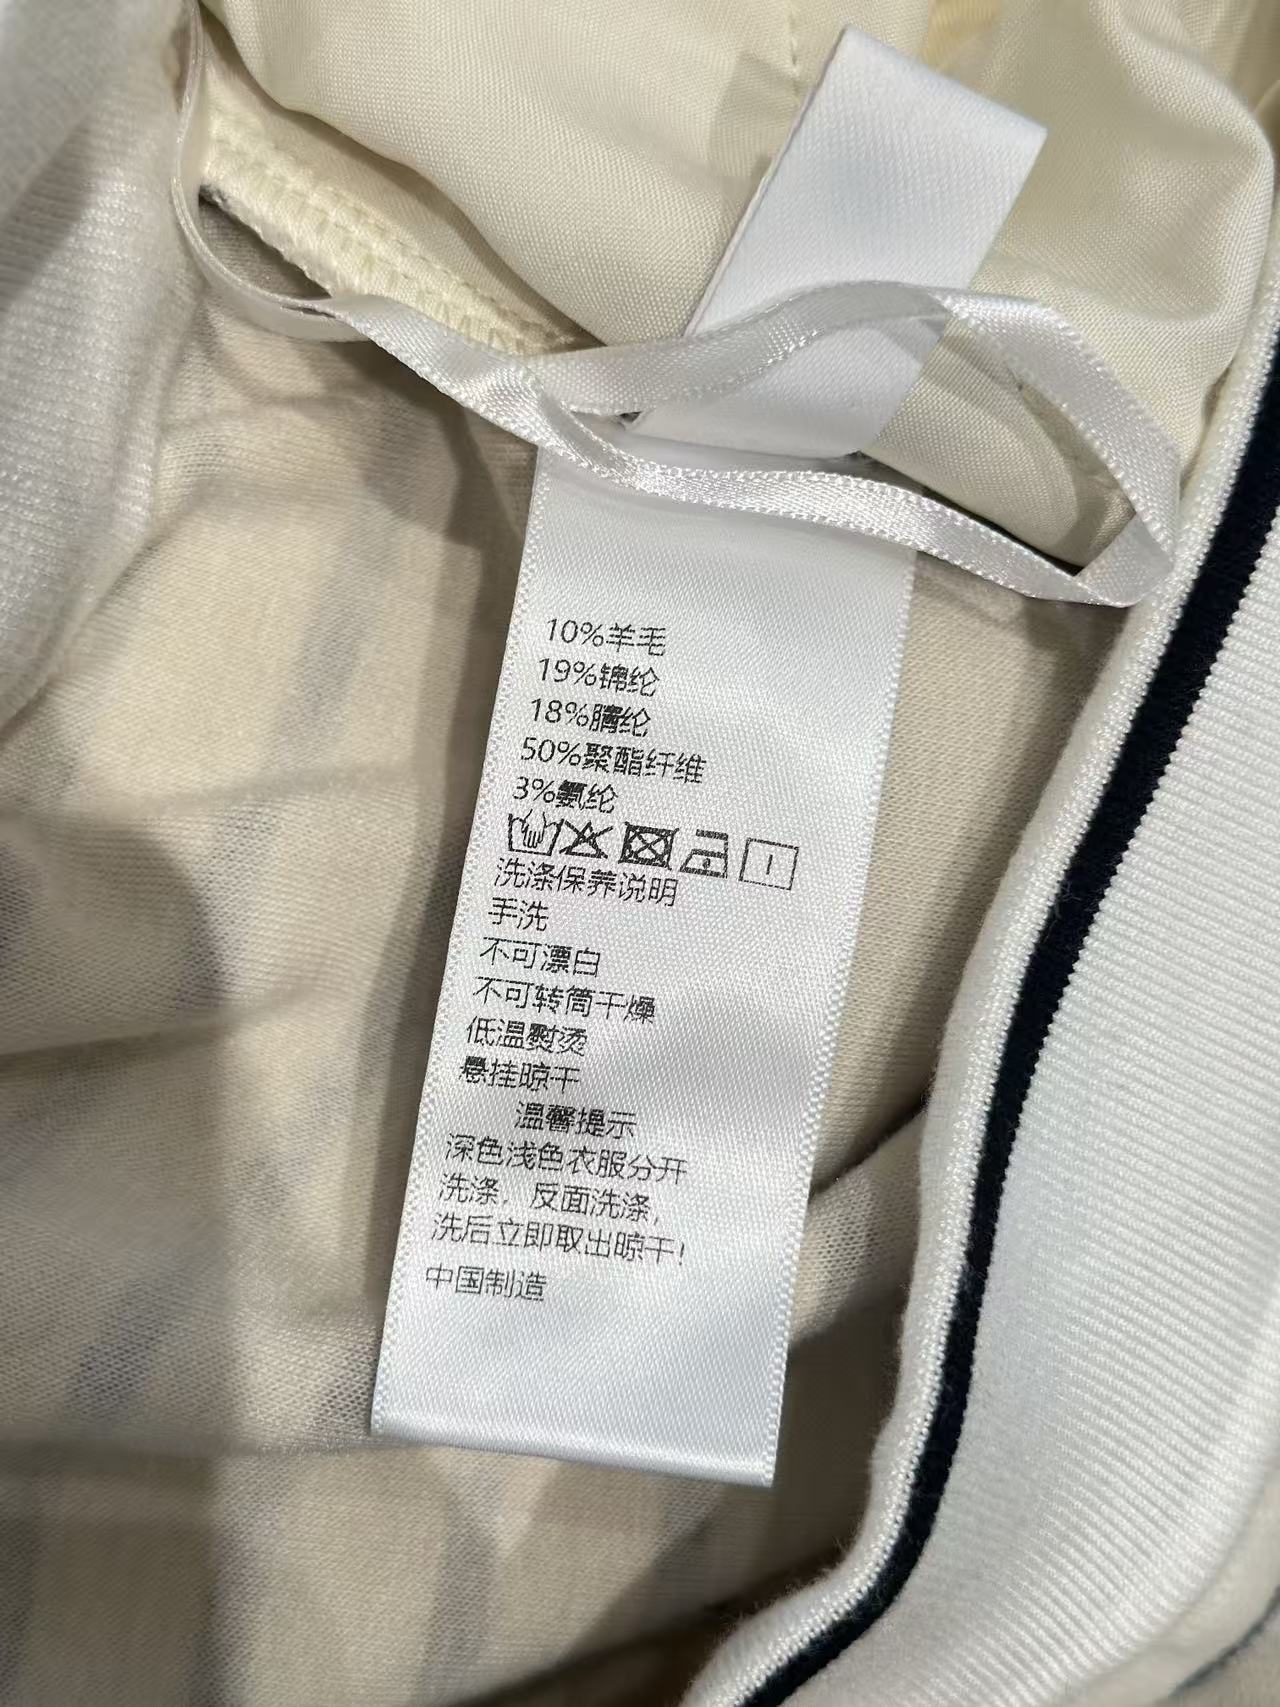 10%羊毛
19%锦纶
18%腈纶
50%聚酯纤维
3%氨纶
洗涤保养说明
手洗
不可漂白
不可转筒干燥
低温熨烫
悬挂晾干
温馨提示
深色浅色衣服分开
洗涤，反面洗涤，
洗后立即取出晾干!
中国制造